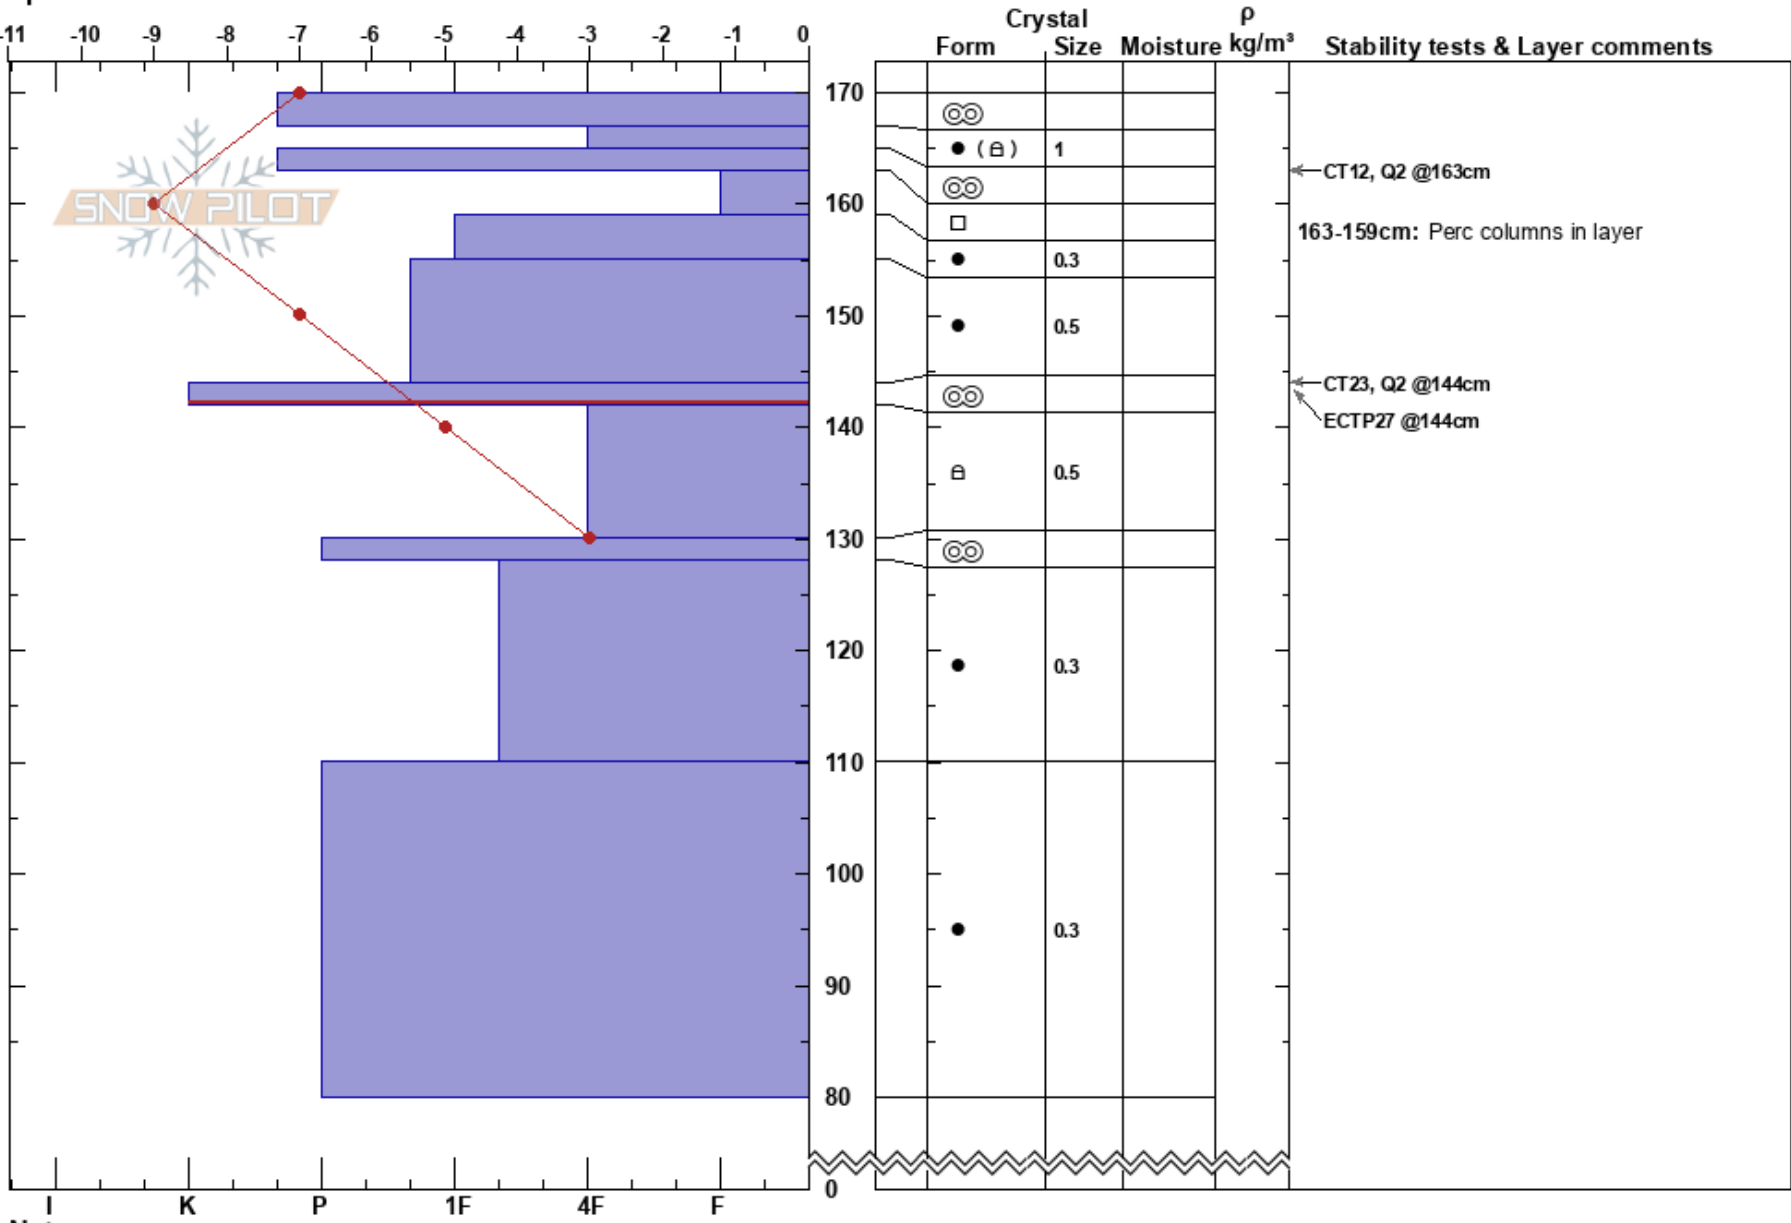 Crystal ρ
-11 -10 -9 -8 -7 -6 -5 -4 -3 -2 -1 0
Form Size Moisture kg/m³ Stability tests & Layer comments
170
1
CT12, Q2 @163cm
SNOW PILOT
160
163-159cm: Perc columns in layer
0.3
150
0.5
CT23, Q2 @144cm
ECTP27 @144cm
140
0.5
130
120
0.3
110
100
0.3
90
80
0
I K P 1F 4F F